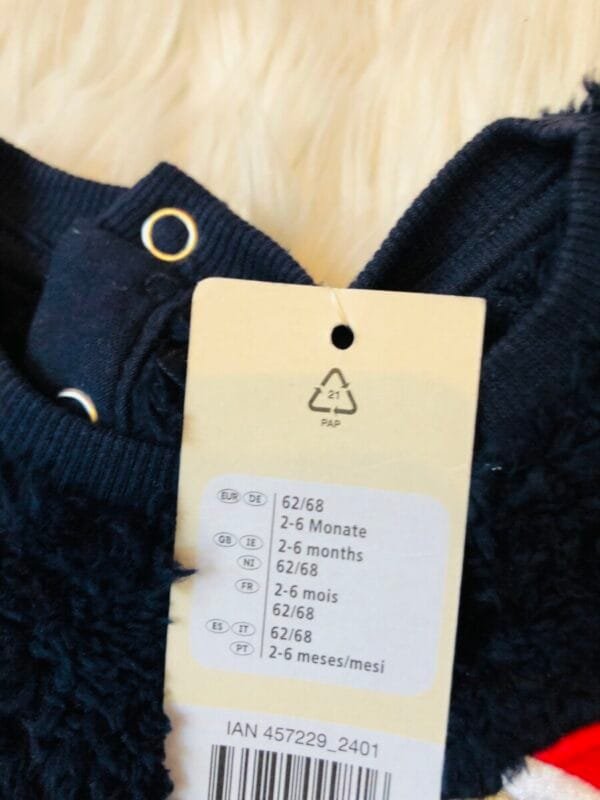 21
PAP
EUR DE 62/68
2-6 Monate
GB IE 2-6 months
NI 62/68
FR 2-6 mois
62/68
ES IT 62/68
PT 2-6 meses/mesi
IAN 457229_2401